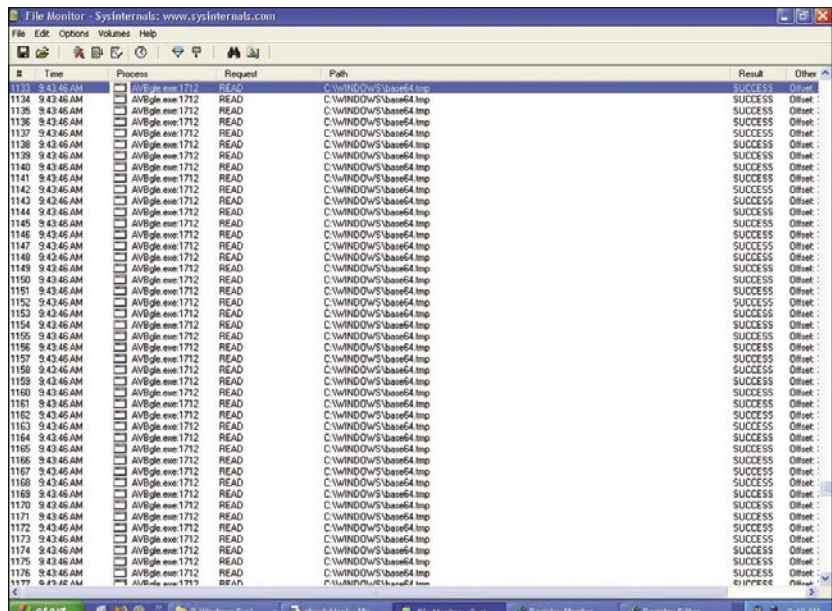 File Monitor - Sysinternals: www.sysinternals.com
File Edit Options Volumes Help
# Time Process Request Path Result Other
1133 9:43:46 AM AVBgle.exe:1712 READ C:\WINDOWS\base64.tmp SUCCESS Offset:
1134 9:43:46 AM AVBgle.exe:1712 READ C:\WINDOWS\base64.tmp SUCCESS Offset:
1135 9:43:46 AM AVBgle.exe:1712 READ C:\WINDOWS\base64.tmp SUCCESS Offset:
1136 9:43:46 AM AVBgle.exe:1712 READ C:\WINDOWS\base64.tmp SUCCESS Offset:
1137 9:43:46 AM AVBgle.exe:1712 READ C:\WINDOWS\base64.tmp SUCCESS Offset:
1138 9:43:46 AM AVBgle.exe:1712 READ C:\WINDOWS\base64.tmp SUCCESS Offset:
1139 9:43:46 AM AVBgle.exe:1712 READ C:\WINDOWS\base64.tmp SUCCESS Offset:
1140 9:43:46 AM AVBgle.exe:1712 READ C:\WINDOWS\base64.tmp SUCCESS Offset:
1141 9:43:46 AM AVBgle.exe:1712 READ C:\WINDOWS\base64.tmp SUCCESS Offset:
1142 9:43:46 AM AVBgle.exe:1712 READ C:\WINDOWS\base64.tmp SUCCESS Offset:
1143 9:43:46 AM AVBgle.exe:1712 READ C:\WINDOWS\base64.tmp SUCCESS Offset:
1144 9:43:46 AM AVBgle.exe:1712 READ C:\WINDOWS\base64.tmp SUCCESS Offset:
1145 9:43:46 AM AVBgle.exe:1712 READ C:\WINDOWS\base64.tmp SUCCESS Offset:
1146 9:43:46 AM AVBgle.exe:1712 READ C:\WINDOWS\base64.tmp SUCCESS Offset:
1147 9:43:46 AM AVBgle.exe:1712 READ C:\WINDOWS\base64.tmp SUCCESS Offset:
1148 9:43:46 AM AVBgle.exe:1712 READ C:\WINDOWS\base64.tmp SUCCESS Offset:
1149 9:43:46 AM AVBgle.exe:1712 READ C:\WINDOWS\base64.tmp SUCCESS Offset:
1150 9:43:46 AM AVBgle.exe:1712 READ C:\WINDOWS\base64.tmp SUCCESS Offset:
1151 9:43:46 AM AVBgle.exe:1712 READ C:\WINDOWS\base64.tmp SUCCESS Offset:
1152 9:43:46 AM AVBgle.exe:1712 READ C:\WINDOWS\base64.tmp SUCCESS Offset:
1153 9:43:46 AM AVBgle.exe:1712 READ C:\WINDOWS\base64.tmp SUCCESS Offset:
1154 9:43:46 AM AVBgle.exe:1712 READ C:\WINDOWS\base64.tmp SUCCESS Offset:
1155 9:43:46 AM AVBgle.exe:1712 READ C:\WINDOWS\base64.tmp SUCCESS Offset:
1156 9:43:46 AM AVBgle.exe:1712 READ C:\WINDOWS\base64.tmp SUCCESS Offset:
1157 9:43:46 AM AVBgle.exe:1712 READ C:\WINDOWS\base64.tmp SUCCESS Offset:
1158 9:43:46 AM AVBgle.exe:1712 READ C:\WINDOWS\base64.tmp SUCCESS Offset:
1159 9:43:46 AM AVBgle.exe:1712 READ C:\WINDOWS\base64.tmp SUCCESS Offset:
1160 9:43:46 AM AVBgle.exe:1712 READ C:\WINDOWS\base64.tmp SUCCESS Offset:
1161 9:43:46 AM AVBgle.exe:1712 READ C:\WINDOWS\base64.tmp SUCCESS Offset:
1162 9:43:46 AM AVBgle.exe:1712 READ C:\WINDOWS\base64.tmp SUCCESS Offset:
1163 9:43:46 AM AVBgle.exe:1712 READ C:\WINDOWS\base64.tmp SUCCESS Offset:
1164 9:43:46 AM AVBgle.exe:1712 READ C:\WINDOWS\base64.tmp SUCCESS Offset:
1165 9:43:46 AM AVBgle.exe:1712 READ C:\WINDOWS\base64.tmp SUCCESS Offset:
1166 9:43:46 AM AVBgle.exe:1712 READ C:\WINDOWS\base64.tmp SUCCESS Offset:
1167 9:43:46 AM AVBgle.exe:1712 READ C:\WINDOWS\base64.tmp SUCCESS Offset:
1168 9:43:46 AM AVBgle.exe:1712 READ C:\WINDOWS\base64.tmp SUCCESS Offset:
1169 9:43:46 AM AVBgle.exe:1712 READ C:\WINDOWS\base64.tmp SUCCESS Offset:
1170 9:43:46 AM AVBgle.exe:1712 READ C:\WINDOWS\base64.tmp SUCCESS Offset:
1171 9:43:46 AM AVBgle.exe:1712 READ C:\WINDOWS\base64.tmp SUCCESS Offset:
1172 9:43:46 AM AVBgle.exe:1712 READ C:\WINDOWS\base64.tmp SUCCESS Offset:
1173 9:43:46 AM AVBgle.exe:1712 READ C:\WINDOWS\base64.tmp SUCCESS Offset:
1174 9:43:46 AM AVBgle.exe:1712 READ C:\WINDOWS\base64.tmp SUCCESS Offset:
1175 9:43:46 AM AVBgle.exe:1712 READ C:\WINDOWS\base64.tmp SUCCESS Offset:
1176 9:43:46 AM AVBgle.exe:1712 READ C:\WINDOWS\base64.tmp SUCCESS Offset:
1177 9:43:46 AM AVBgle.exe:1712 READ C:\WINDOWS\base64.tmp SUCCESS Offset:
start